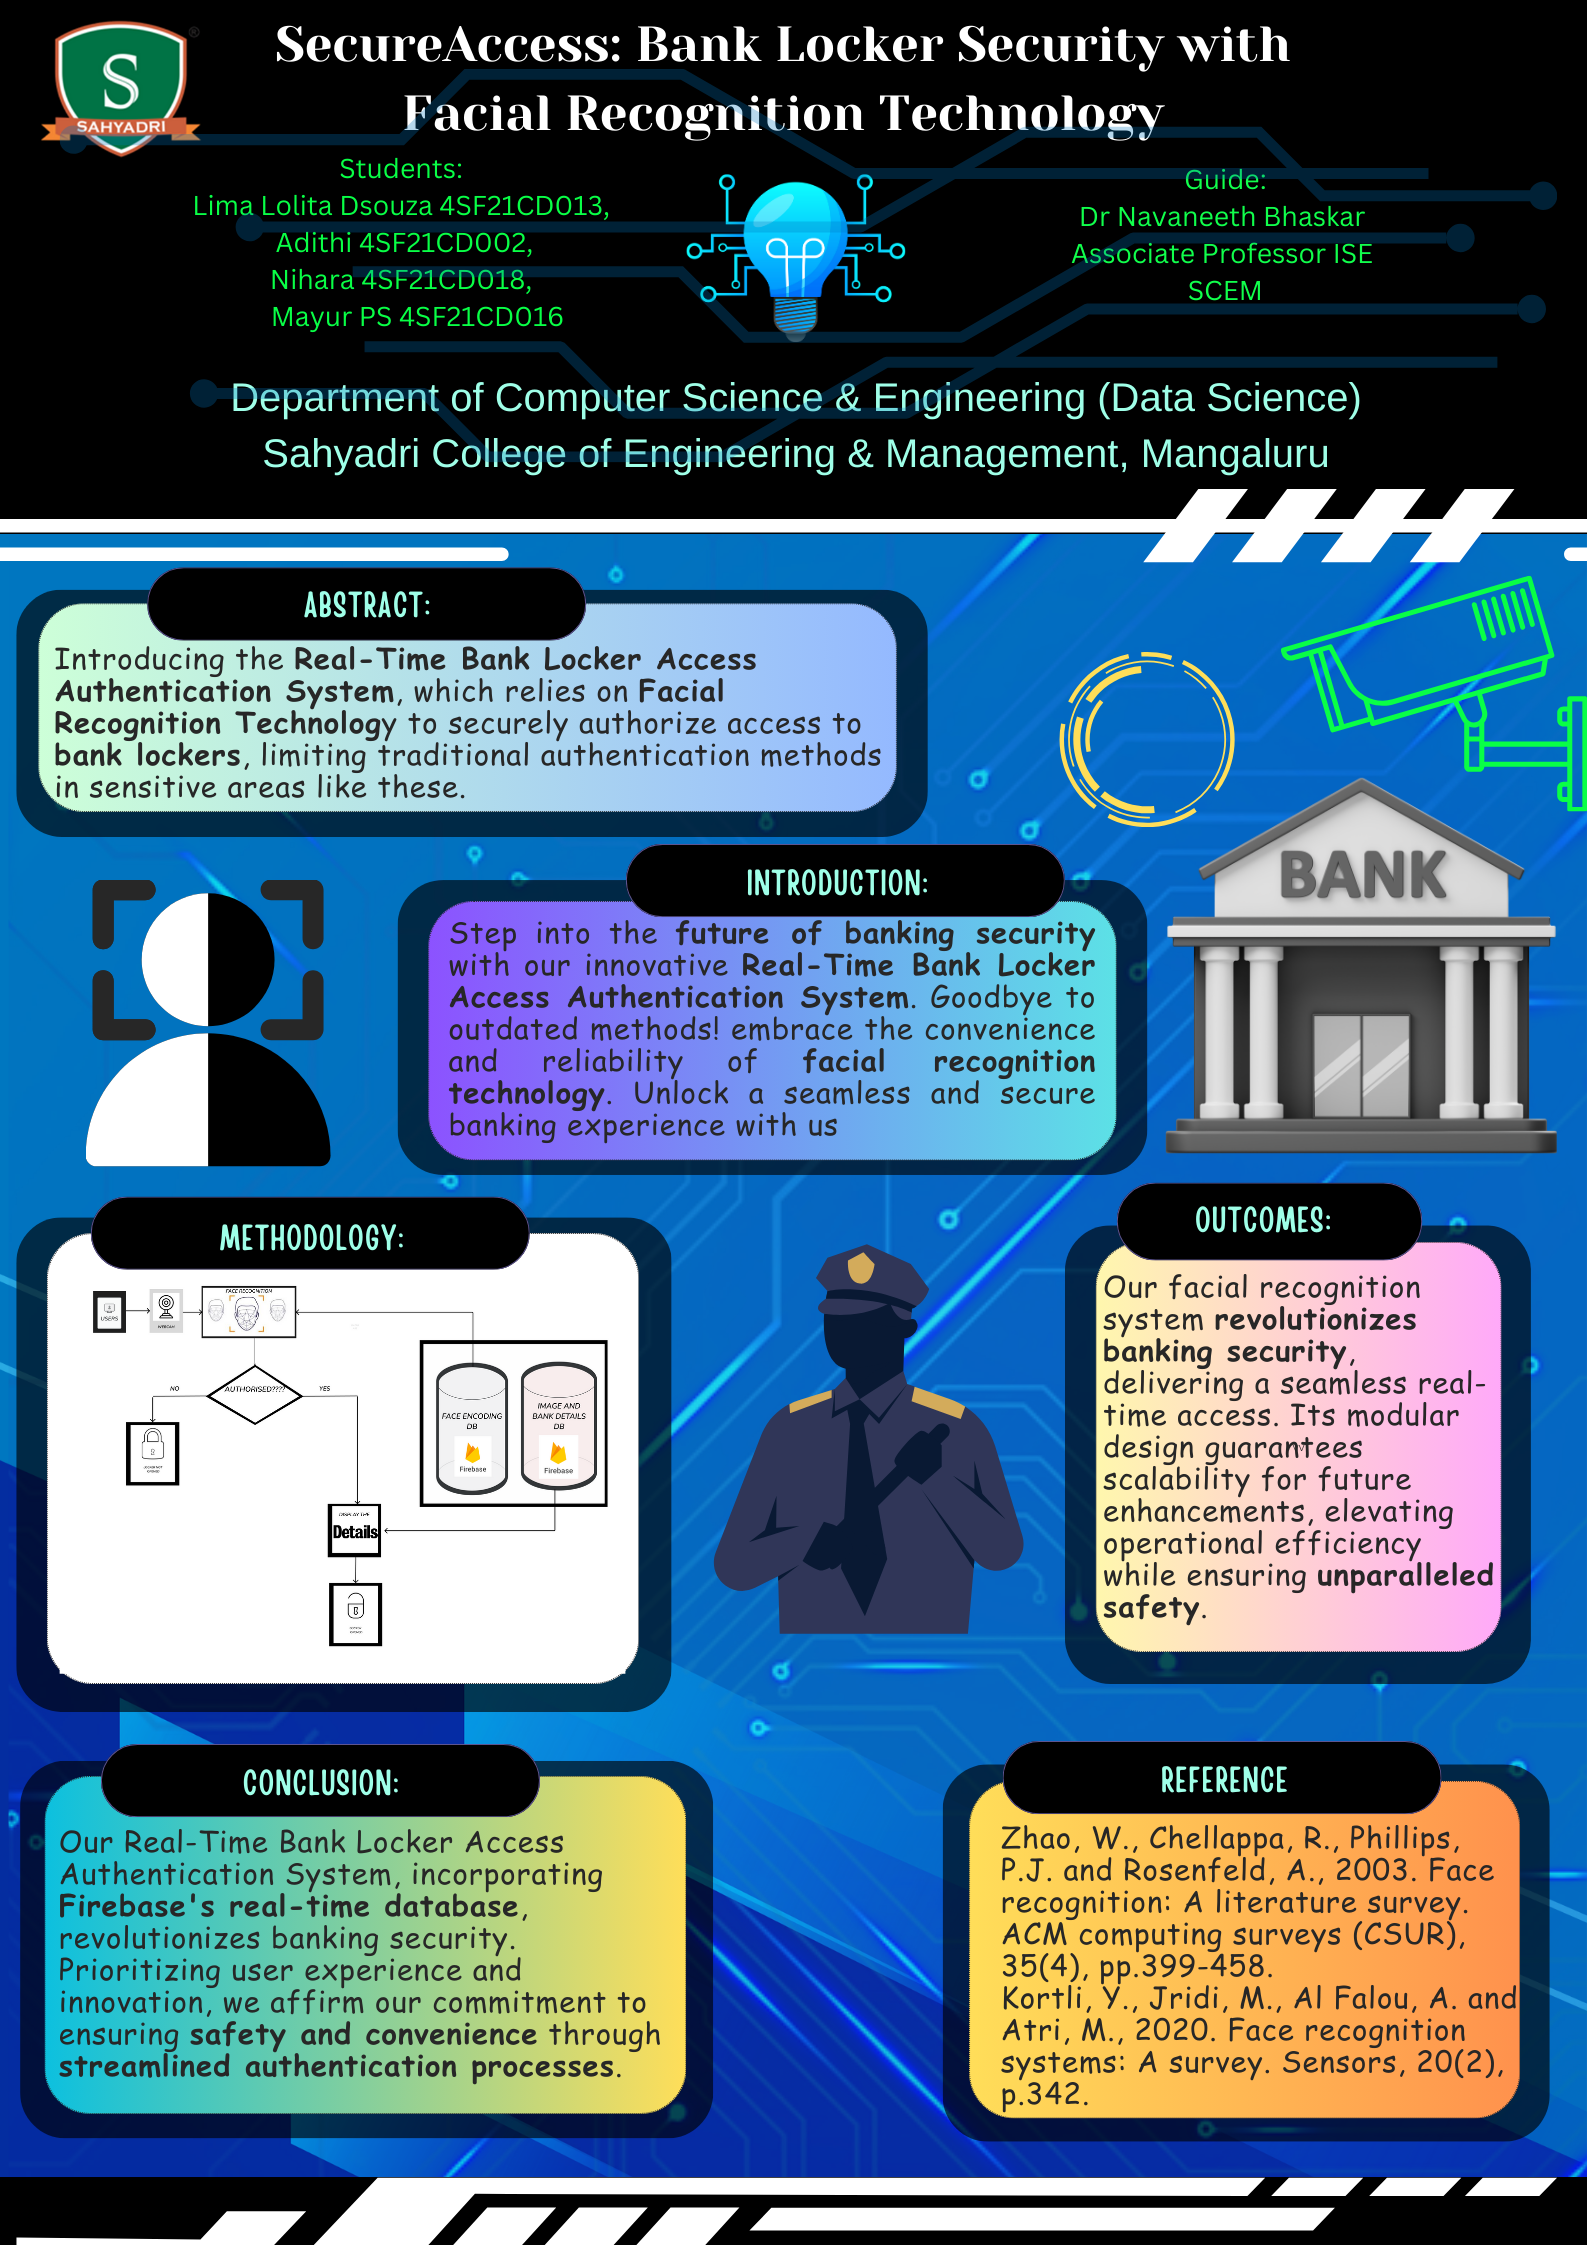 SecureAccess: Bank Locker Security with
Facial Recognition Technology
S
SAHYADRI
®
Students:
Lima Lolita Dsouza 4SF21CD013,
Adithi 4SF21CD002,
Nihara 4SF21CD018,
Mayur PS 4SF21CD016
Guide:
Dr Navaneeth Bhaskar
Associate Professor ISE
SCEM
Department of Computer Science & Engineering (Data Science)
Sahyadri College of Engineering & Management, Mangaluru
ABSTRACT:
Introducing the Real-Time Bank Locker Access
Authentication System, which relies on Facial
Recognition Technology to securely authorize access to
bank lockers, limiting traditional authentication methods
in sensitive areas like these.
BANK
INTRODUCTION:
Step into the future of banking security
with our innovative Real-Time Bank Locker
Access Authentication System. Goodbye to
outdated methods! embrace the convenience
and reliability of facial recognition
technology. Unlock a seamless and secure
banking experience with us
METHODOLOGY:
USERS
WEBCAM
FACE RECOGNITION
AUTHORISED????
NO
YES
FACE ENCODING
DB
Firebase
IMAGE AND
BANK DETAILS
DB
Firebase
DISPLAY THE
Details
OUTCOMES:
Our facial recognition
system revolutionizes
banking security,
delivering a seamless real-
time access. Its modular
design guarantees
scalability for future
enhancements, elevating
operational efficiency
while ensuring unparalleled
safety.
CONCLUSION:
Our Real-Time Bank Locker Access
Authentication System, incorporating
Firebase's real-time database,
revolutionizes banking security.
Prioritizing user experience and
innovation, we affirm our commitment to
ensuring safety and convenience through
streamlined authentication processes.
REFERENCE
Zhao, W., Chellappa, R., Phillips,
P.J. and Rosenfeld, A., 2003. Face
recognition: A literature survey.
ACM computing surveys (CSUR),
35(4), pp.399-458.
Kortli, Y., Jridi, M., Al Falou, A. and
Atri, M., 2020. Face recognition
systems: A survey. Sensors, 20(2),
p.342.